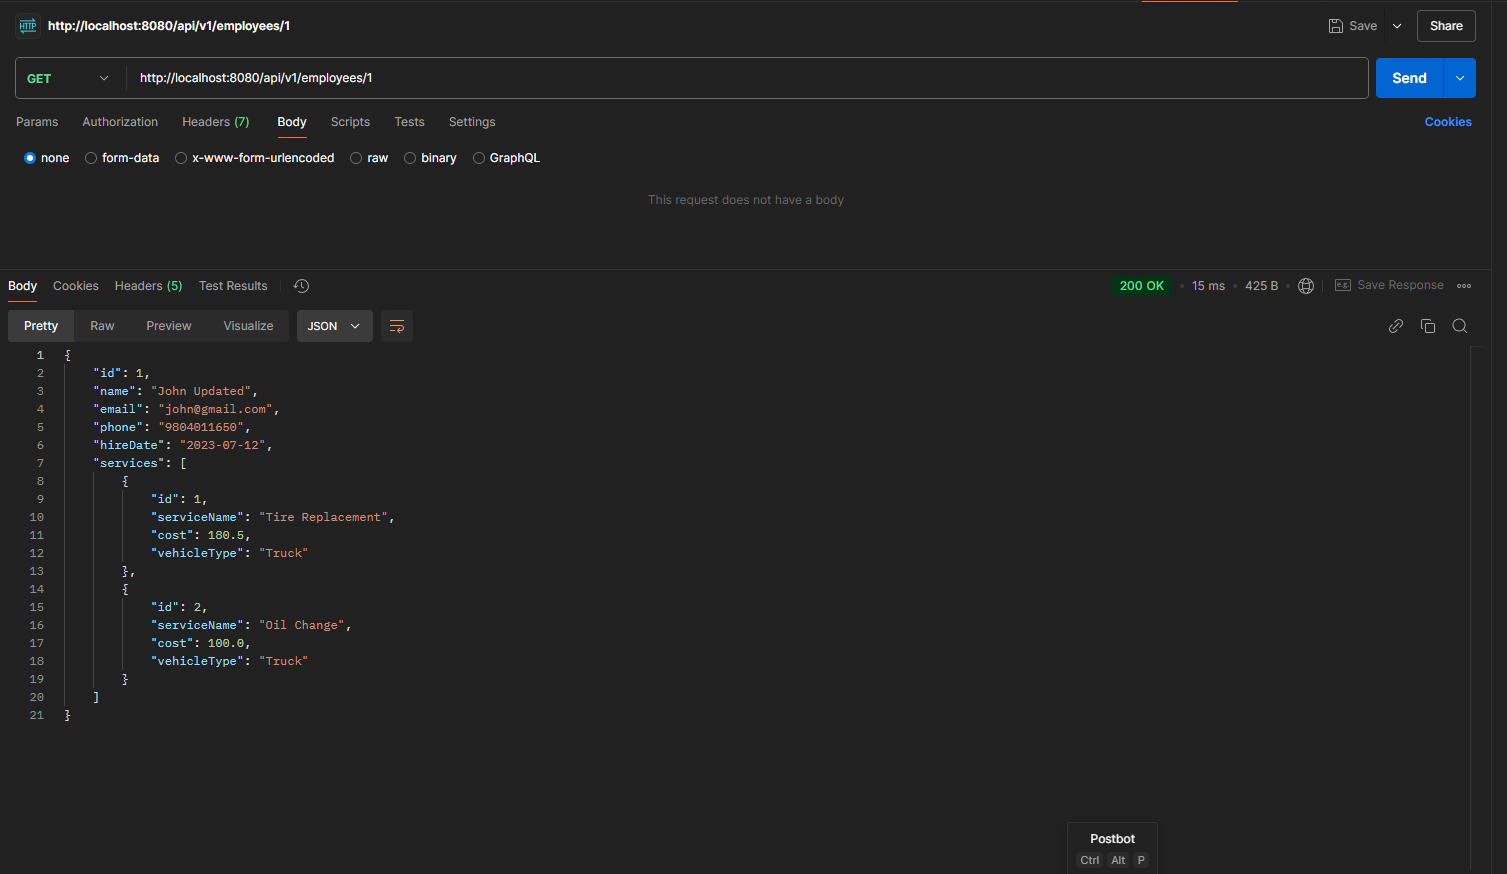 HTTP http://localhost:8080/api/v1/employees/1 Save Share
GET http://localhost:8080/api/v1/employees/1 Send
Params Authorization Headers (7) Body Scripts Tests Settings Cookies
none form-data x-www-form-urlencoded raw binary GraphQL
This request does not have a body
Body Cookies Headers (5) Test Results 200 OK • 15 ms • 425 B • e.g. Save Response
Pretty Raw Preview Visualize JSON
1 {
2 "id": 1,
3 "name": "John Updated",
4 "email": "john@gmail.com",
5 "phone": "9804011650",
6 "hireDate": "2023-07-12",
7 "services": [
8 {
9 "id": 1,
10 "serviceName": "Tire Replacement",
11 "cost": 180.5,
12 "vehicleType": "Truck"
13 },
14 {
15 "id": 2,
16 "serviceName": "Oil Change",
17 "cost": 100.0,
18 "vehicleType": "Truck"
19 }
20 ]
21 }
Postbot
Ctrl Alt P